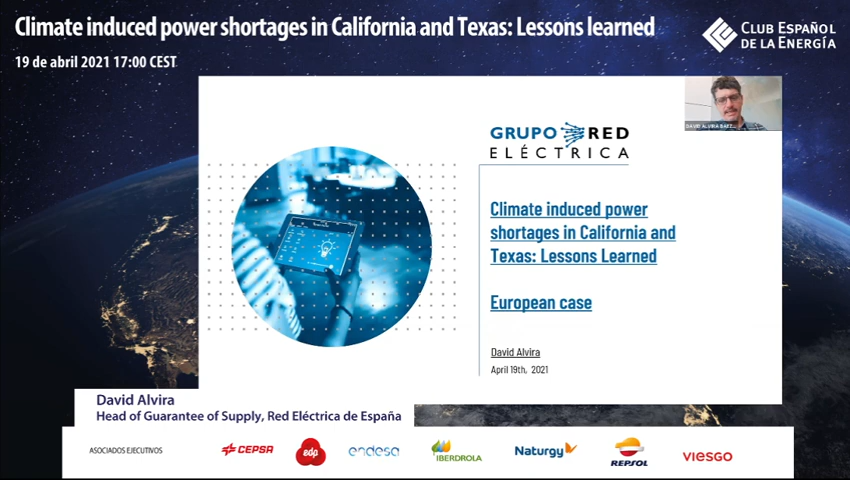 Climate induced power shortages in California and Texas: Lessons learned
19 de abril 2021 17:00 CEST
CLUB ESPAÑOL
DE LA ENERGÍA
GRUPO RED
ELÉCTRICA
Climate induced power
shortages in California and
Texas: Lessons Learned
European case
David Alvira
April 19th, 2021
David Alvira
Head of Guarantee of Supply, Red Eléctrica de España
ASOCIADOS EJECUTIVOS
CEPSA
edp
endesa
IBERDROLA
Naturgy
REPSOL
viesgo